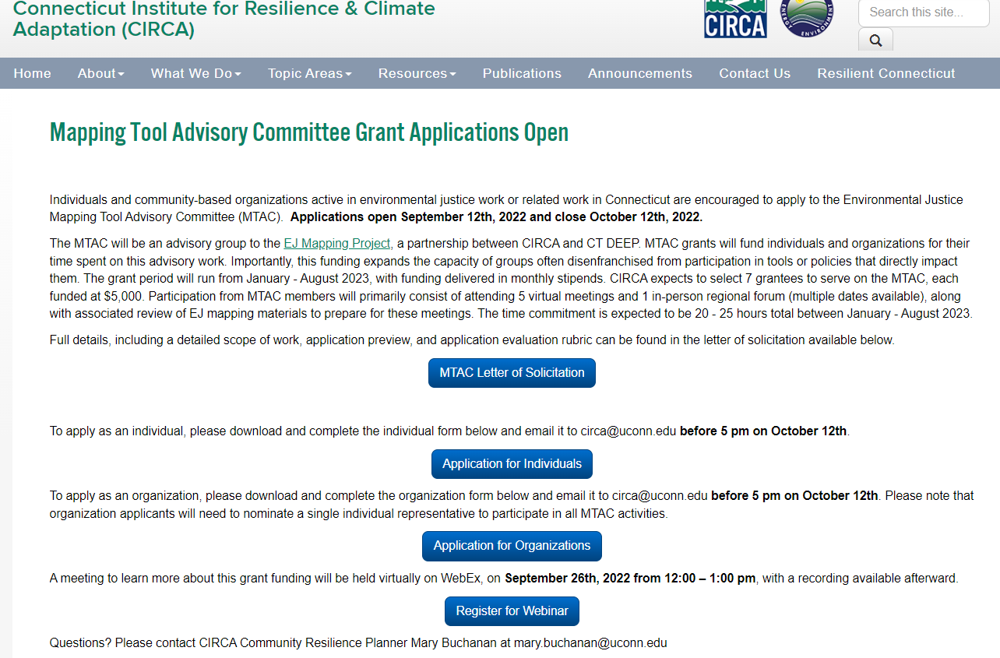 Connecticut Institute for Resilience & Climate
Adaptation (CIRCA)
CIRCA
ENERGY ENVIRONMENT
Search this site...
Home About What We Do Topic Areas Resources Publications Announcements Contact Us Resilient Connecticut
Mapping Tool Advisory Committee Grant Applications Open
Individuals and community-based organizations active in environmental justice work or related work in Connecticut are encouraged to apply to the Environmental Justice
Mapping Tool Advisory Committee (MTAC). Applications open September 12th, 2022 and close October 12th, 2022.
The MTAC will be an advisory group to the EJ Mapping Project, a partnership between CIRCA and CT DEEP. MTAC grants will fund individuals and organizations for their
time spent on this advisory work. Importantly, this funding expands the capacity of groups often disenfranchised from participation in tools or policies that directly impact
them. The grant period will run from January - August 2023, with funding delivered in monthly stipends. CIRCA expects to select 7 grantees to serve on the MTAC, each
funded at $5,000. Participation from MTAC members will primarily consist of attending 5 virtual meetings and 1 in-person regional forum (multiple dates available), along
with associated review of EJ mapping materials to prepare for these meetings. The time commitment is expected to be 20 - 25 hours total between January - August 2023.
Full details, including a detailed scope of work, application preview, and application evaluation rubric can be found in the letter of solicitation available below.
MTAC Letter of Solicitation
To apply as an individual, please download and complete the individual form below and email it to circa@uconn.edu before 5 pm on October 12th.
Application for Individuals
To apply as an organization, please download and complete the organization form below and email it to circa@uconn.edu before 5 pm on October 12th. Please note that
organization applicants will need to nominate a single individual representative to participate in all MTAC activities.
Application for Organizations
A meeting to learn more about this grant funding will be held virtually on WebEx, on September 26th, 2022 from 12:00 – 1:00 pm, with a recording available afterward.
Register for Webinar
Questions? Please contact CIRCA Community Resilience Planner Mary Buchanan at mary.buchanan@uconn.edu